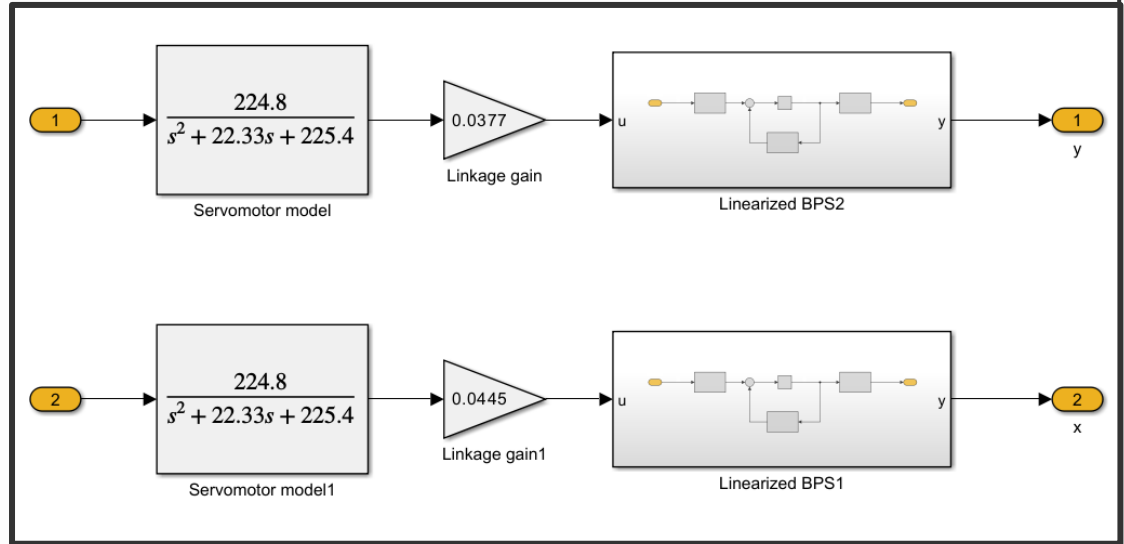 1
224.8
s² + 22.33s + 225.4
Servomotor model
0.0377
Linkage gain
u
y
Linearized BPS2
1
y
2
224.8
s² + 22.33s + 225.4
Servomotor model1
0.0445
Linkage gain1
u
y
Linearized BPS1
2
x